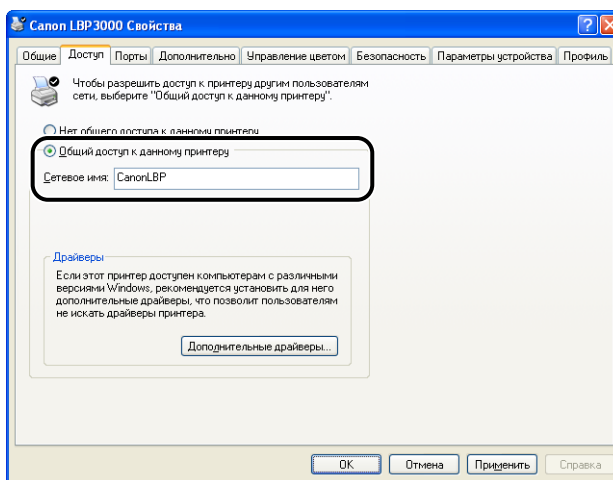 Canon LBP3000 Свойства
Общие Доступ Порты Дополнительно Управление цветом Безопасность Параметры устройства Профиль
Чтобы разрешить доступ к принтеру другим пользователям
сети, выберите "Общий доступ к данному принтеру".
Нет общего доступа к данному принтеру
Общий доступ к данному принтеру
Сетевое имя: CanonLBP
Драйверы
Если этот принтер доступен компьютерам с различными
версиями Windows, рекомендуется установить для него
дополнительные драйверы, что позволит пользователям
не искать драйверы принтера.
Дополнительные драйверы...
OK Отмена Применить Справка